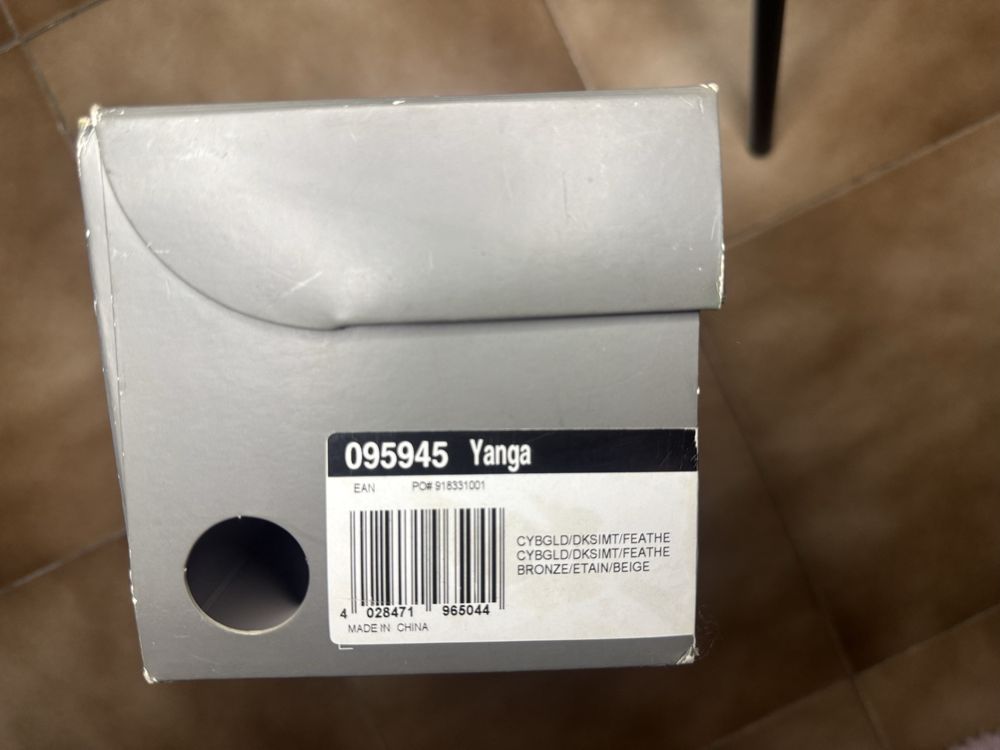 095945 Yanga
EAN PO# 918331001
CYBGLD/DKSIMT/FEATHE
CYBGLD/DKSIMT/FEATHE
BRONZE/ETAIN/BEIGE
4 028471 965044
MADE IN CHINA